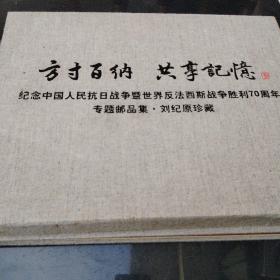 方寸百纳 共享記憶
纪念中国人民抗日战争暨世界反法西斯战争胜利70周年
专题邮品集·刘纪原珍藏